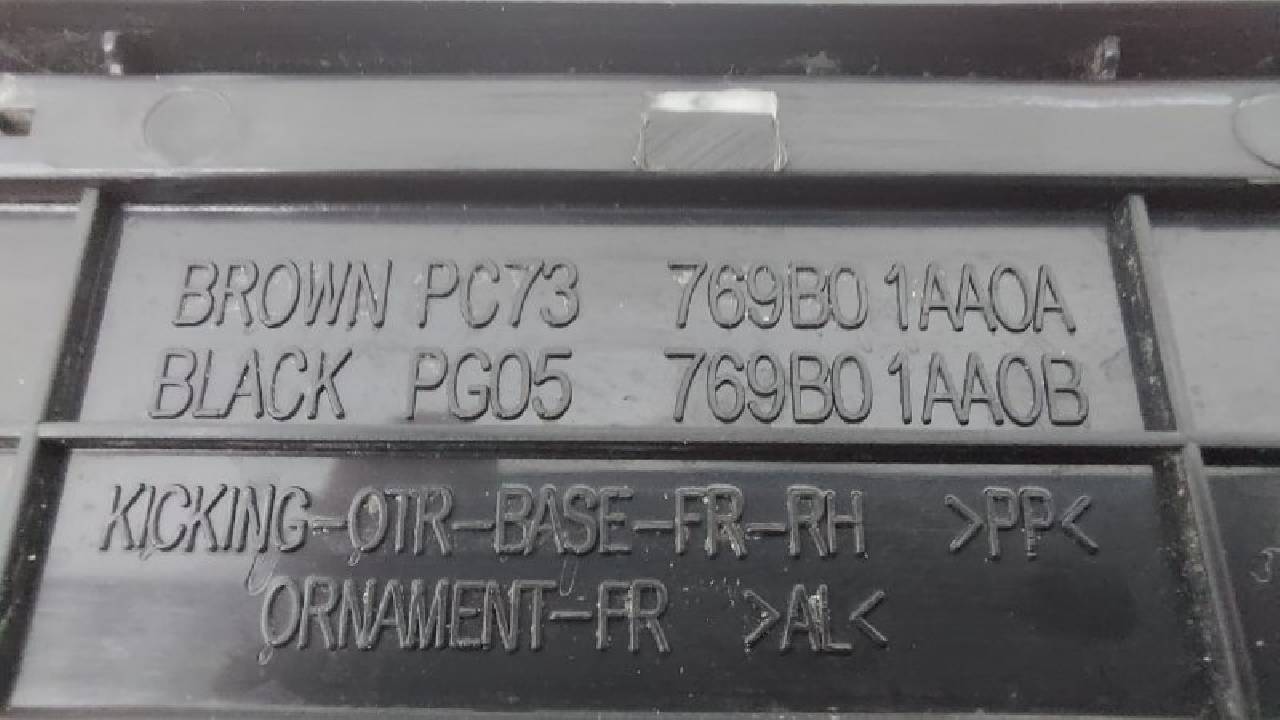 BROWN PC73 769B0 1AA0A
BLACK PG05 769B0 1AA0B
KICKING-OTR-BASE-FR-RH >PP<
ORNAMENT-FR >AL<